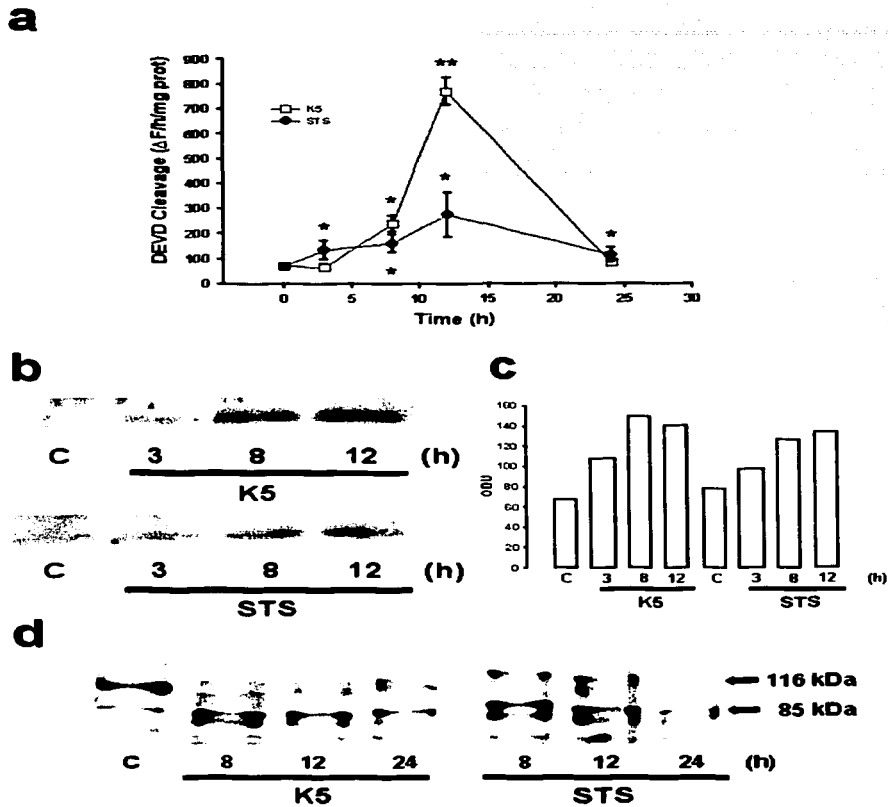 a
DEVD Cleavage (ΔF/h/mg prot)
900
800
700
600
500
400
300
200
100
0
K5
STS
**
*
*
*
*
*
0 5 10 15 20 25 30
Time (h)
b
C 3 8 12 (h)
K5
C 3 8 12 (h)
STS
c
ODU
160
140
120
100
80
60
40
20
0
C 3 8 12 C 3 8 12 (h)
K5 STS
d
116 kDa
85 kDa
C 8 12 24 8 12 24 (h)
K5 STS